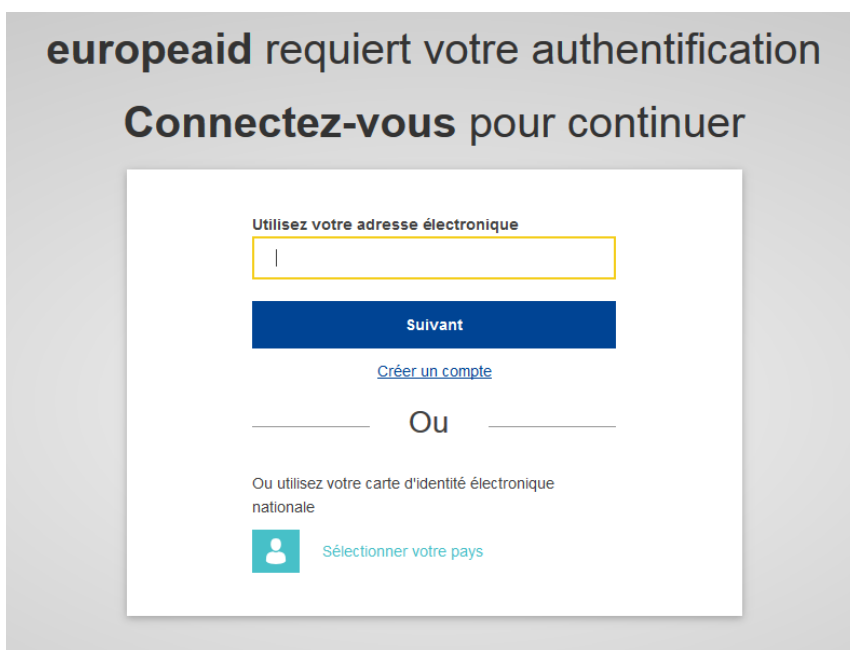 europeaid requiert votre authentification
Connectez-vous pour continuer
Utilisez votre adresse électronique
Suivant
Créer un compte
Ou
Ou utilisez votre carte d'identité électronique
nationale
Sélectionner votre pays